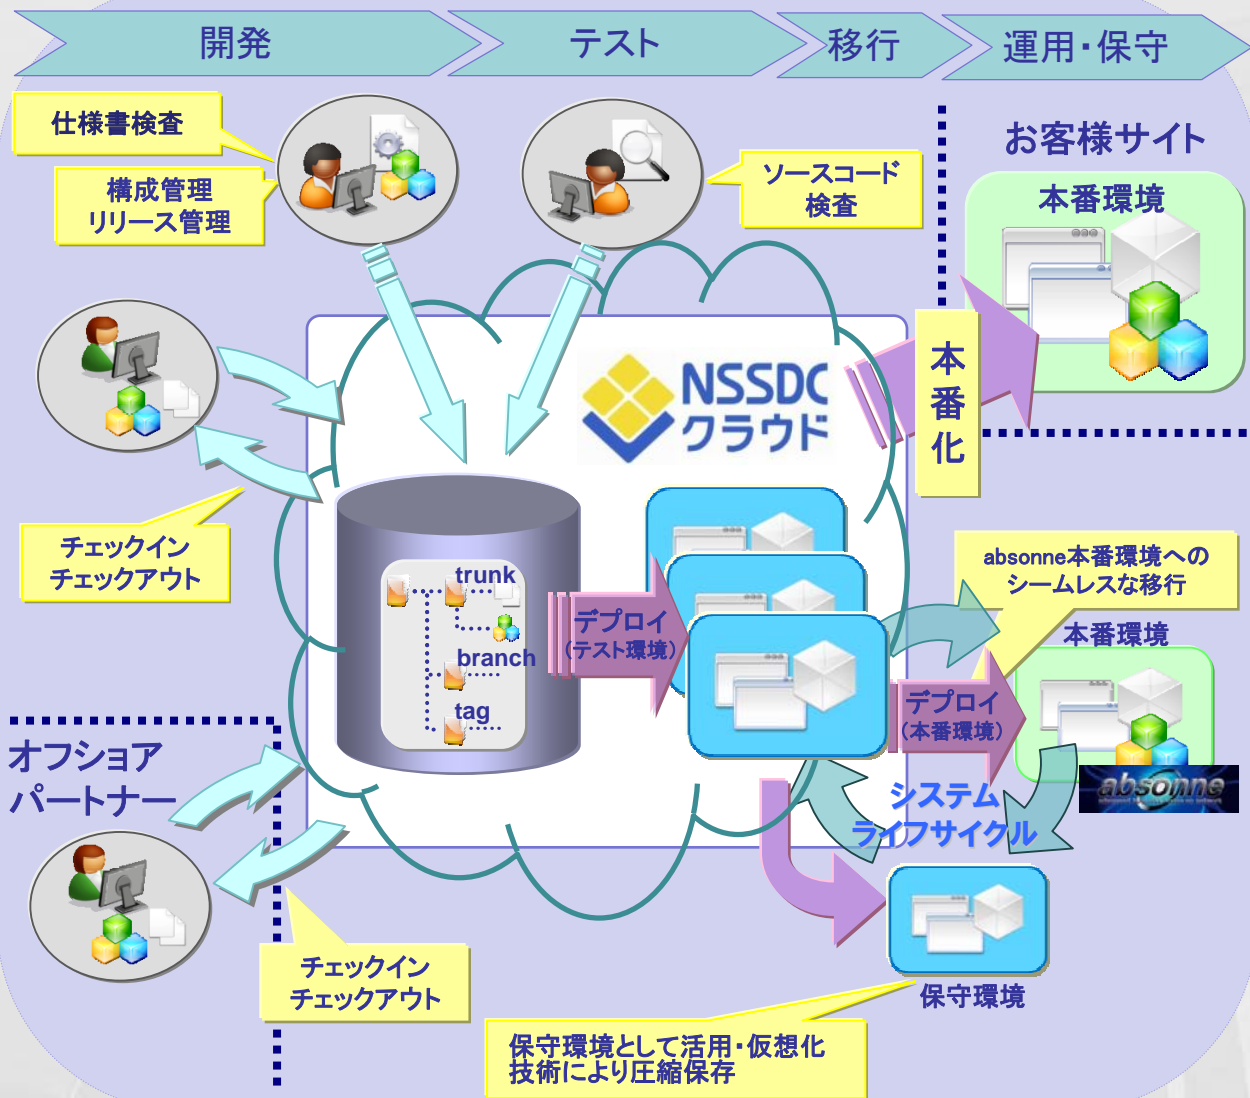 開発
テスト
移行
運用・保守
仕様書検査
構成管理
リリース管理
ソースコード
検査
お客様サイト
本番環境
NSSDC
クラウド
本番化
チェックイン
チェックアウト
trunk
branch
tag
デプロイ
(テスト環境)
absonne本番環境への
シームレスな移行
本番環境
デプロイ
(本番環境)
absonne
システム
ライフサイクル
オフショア
パートナー
チェックイン
チェックアウト
保守環境
保守環境として活用・仮想化
技術により圧縮保存